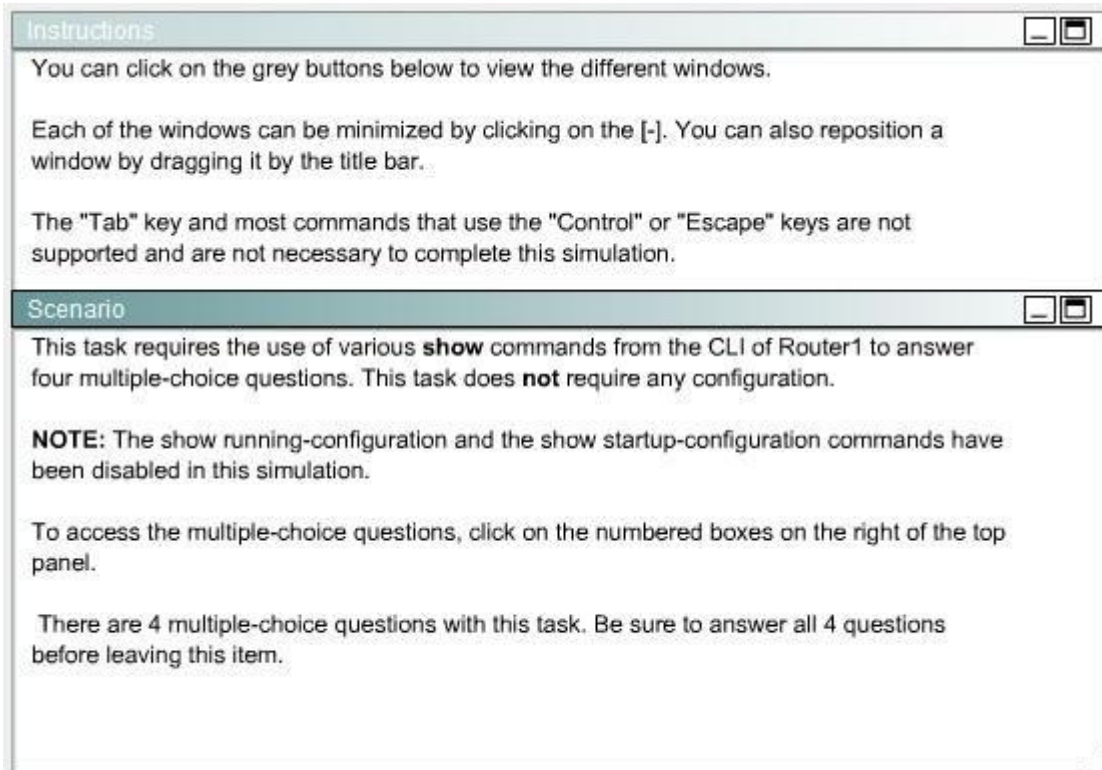 Instructions
You can click on the grey buttons below to view the different windows.
Each of the windows can be minimized by clicking on the [-]. You can also reposition a
window by dragging it by the title bar.
The "Tab" key and most commands that use the "Control" or "Escape" keys are not
supported and are not necessary to complete this simulation.
Scenario
This task requires the use of various show commands from the CLI of Router1 to answer
four multiple-choice questions. This task does not require any configuration.
NOTE: The show running-configuration and the show startup-configuration commands have
been disabled in this simulation.
To access the multiple-choice questions, click on the numbered boxes on the right of the top
panel.
There are 4 multiple-choice questions with this task. Be sure to answer all 4 questions
before leaving this item.